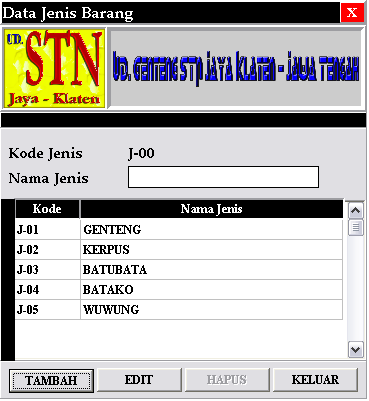 Data Jenis Barang X
UD. STN
Jaya - Klaten
UD. GENTENG STN JAYA KLATEN - JAWA TENGAH
Kode Jenis J-00
Nama Jenis
Kode Nama Jenis
J-01 GENTENG
J-02 KERPUS
J-03 BATUBATA
J-04 BATAKO
J-05 WUWUNG
TAMBAH EDIT HAPUS KELUAR